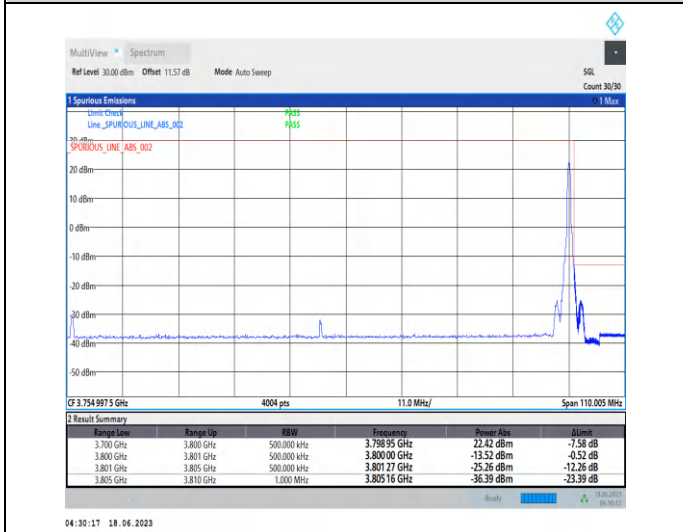 MultiView Spectrum
Ref Level 30.00 dBm Offset 11.57 dB Mode Auto Sweep SGL
Count 30/30
1 Spurious Emissions 1 Max
Limit Check PASS
Line _SPURIOUS_LINE_ABS_002 PASS
30 dBm
SPURIOUS_LINE_ABS_002
20 dBm
10 dBm
0 dBm
-10 dBm
-20 dBm
-30 dBm
-40 dBm
-50 dBm
CF 3.754 997 5 GHz 4004 pts 11.0 MHz/ Span 110.005 MHz
2 Result Summary
Range Low Range Up RBW Frequency Power Abs ΔLimit
3.700 GHz 3.800 GHz 500.000 kHz 3.798 95 GHz 22.42 dBm -7.58 dB
3.800 GHz 3.801 GHz 500.000 kHz 3.800 00 GHz -13.52 dBm -0.52 dB
3.801 GHz 3.805 GHz 500.000 kHz 3.801 27 GHz -25.26 dBm -12.26 dB
3.805 GHz 3.810 GHz 1.000 MHz 3.805 16 GHz -36.39 dBm -23.39 dB
Ready 18.06.2023
04:30:17 18.06.2023